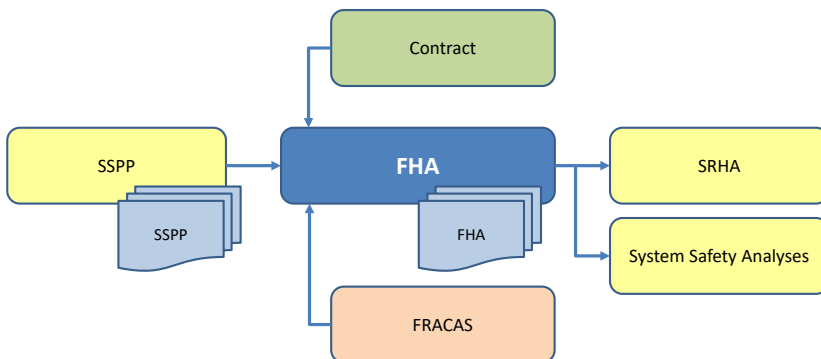 Contract
SSPP
FHA
SRHA
SSPP
FHA
System Safety Analyses
FRACAS